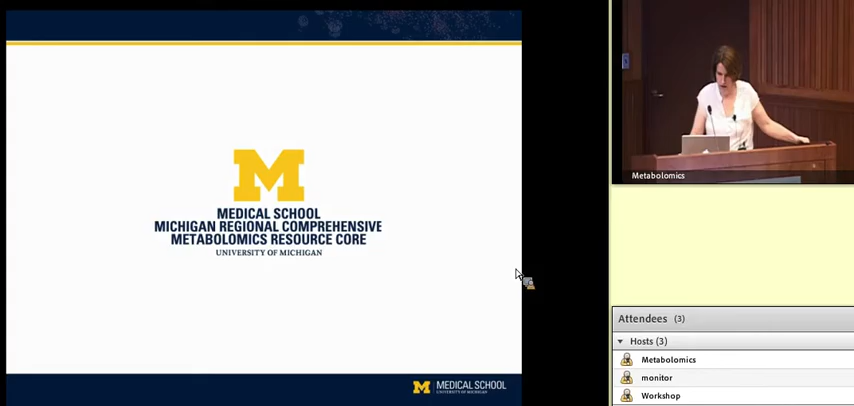 M
MEDICAL SCHOOL
MICHIGAN REGIONAL COMPREHENSIVE
METABOLOMICS RESOURCE CORE
UNIVERSITY OF MICHIGAN
M MEDICAL SCHOOL
UNIVERSITY OF MICHIGAN
Metabolomics
Attendees (3)
Hosts (3)
Metabolomics
monitor
Workshop